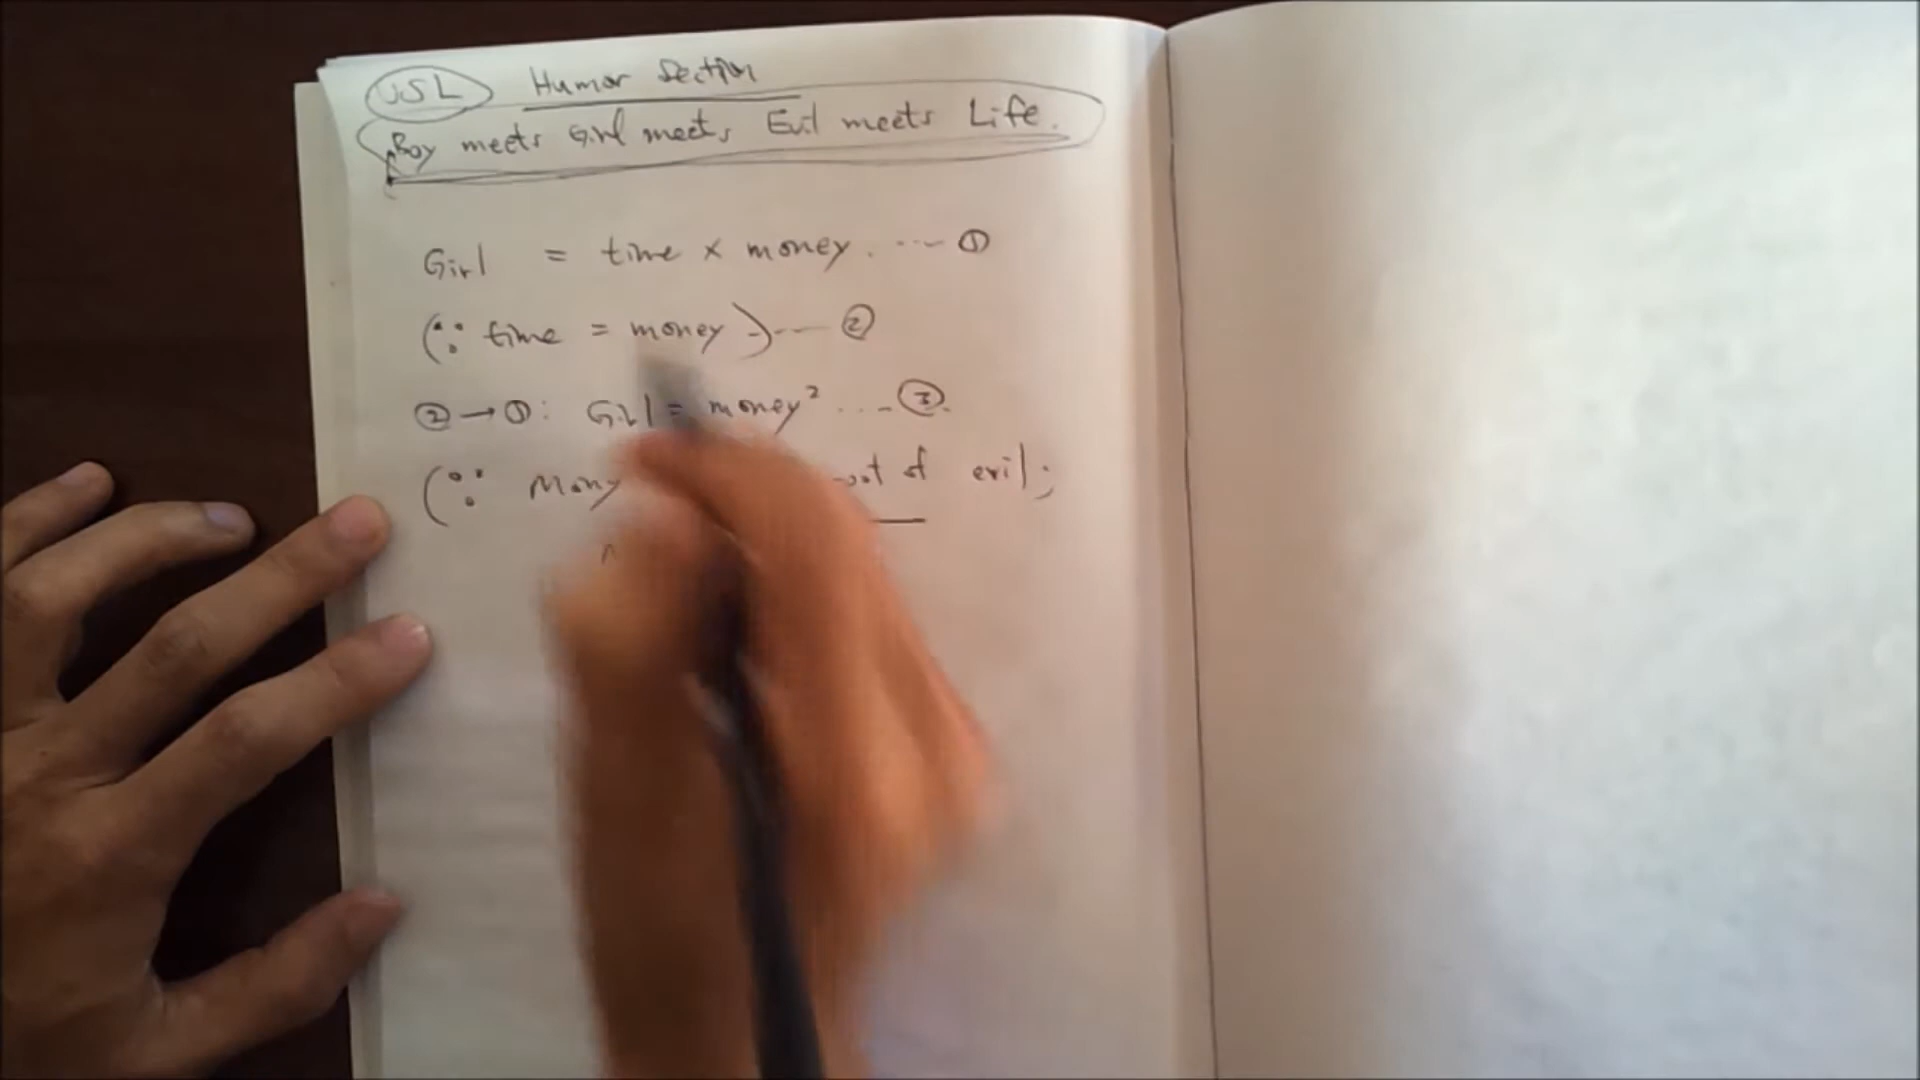 JSL Humor Section
Boy meets Girl meets Evil meets Life.
Girl = time × money. ---- ①
(∵ time = money) ---- ②
② → ①: Girl = money² .... ③.
(∵ Mony of evil;